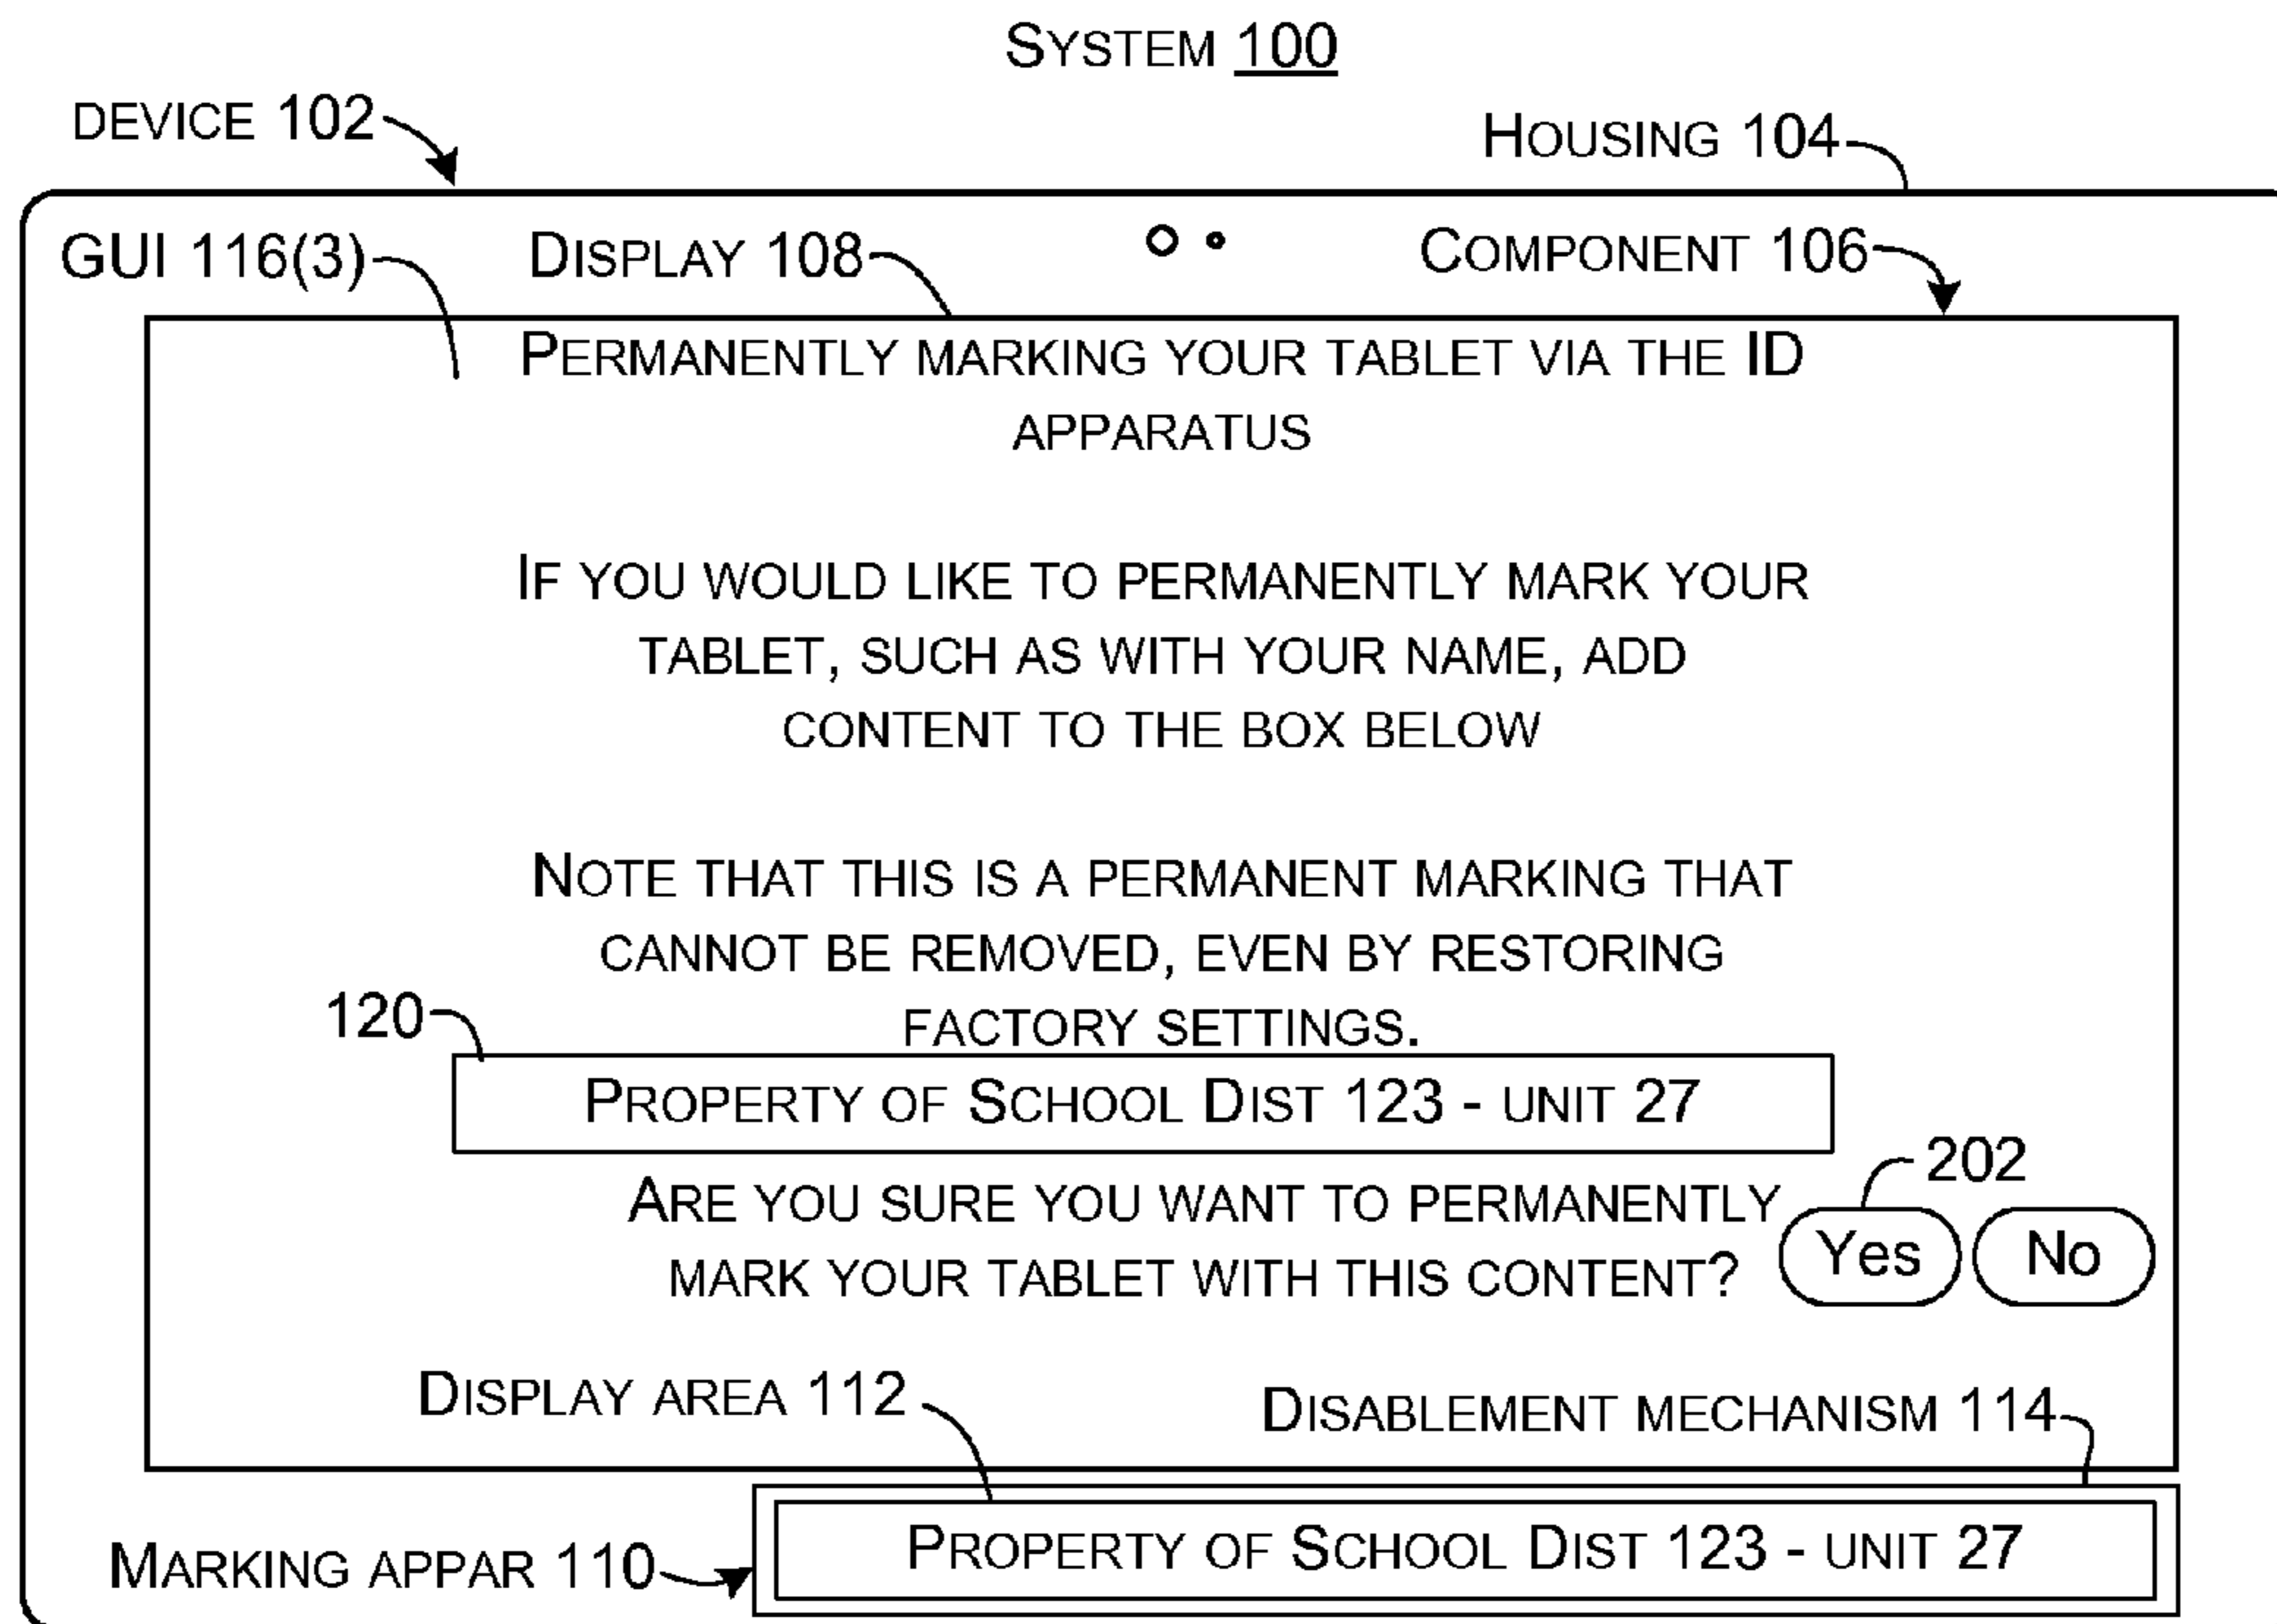 SYSTEM 100
DEVICE 102
HOUSING 104
GUI 116(3)
DISPLAY 108
COMPONENT 106
PERMANENTLY MARKING YOUR TABLET VIA THE ID
APPARATUS
IF YOU WOULD LIKE TO PERMANENTLY MARK YOUR
TABLET, SUCH AS WITH YOUR NAME, ADD
CONTENT TO THE BOX BELOW
NOTE THAT THIS IS A PERMANENT MARKING THAT
CANNOT BE REMOVED, EVEN BY RESTORING
FACTORY SETTINGS.
120
PROPERTY OF SCHOOL DIST 123 - UNIT 27
202
ARE YOU SURE YOU WANT TO PERMANENTLY
MARK YOUR TABLET WITH THIS CONTENT?
Yes
No
DISPLAY AREA 112
DISABLEMENT MECHANISM 114
MARKING APPAR 110
PROPERTY OF SCHOOL DIST 123 - UNIT 27